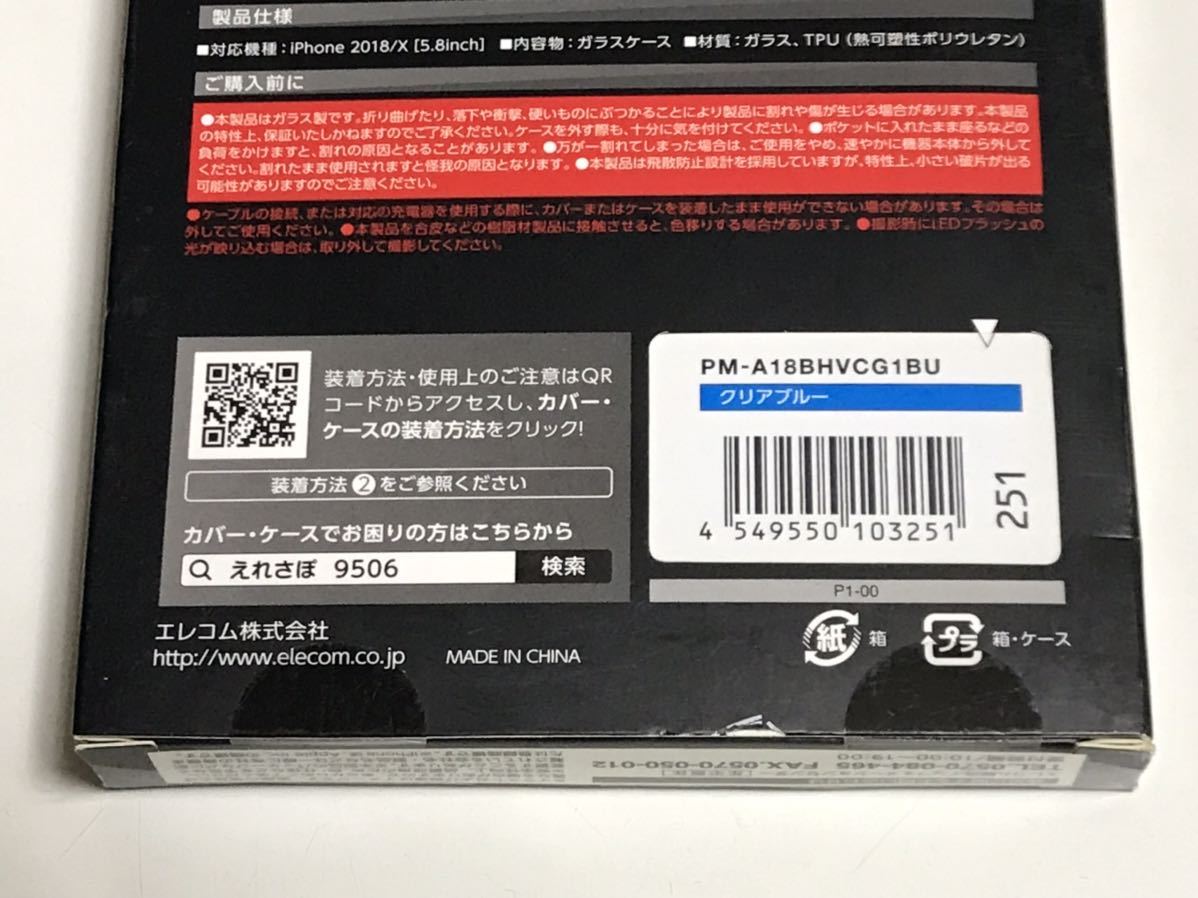 製品仕様
■対応機種：iPhone 2018/X [5.8inch] ■内容物：ガラスケース ■材質：ガラス、TPU（熱可塑性ポリウレタン）
ご購入前に
●本製品はガラス製です。折り曲げたり、落下や衝撃、硬いものにぶつかることにより製品に割れや傷が生じる場合があります。本製品
の特性上、保証いたしかねますのでご了承ください。ケースを外す際も、十分に気を付けてください。●ポケットに入れたまま座るなどの
負荷をかけますと、割れの原因となることがあります。●万が一割れてしまった場合は、ご使用をやめ、速やかに機器本体から外して
ください。割れたまま使用されますと怪我の原因となります。●本製品は飛散防止設計を採用していますが、特性上、小さい破片が出る
可能性がありますのでご注意ください。
●ケーブルの接続、または対応の充電器を使用する際に、カバーまたはケースを装着したまま使用ができない場合があります。その場合は
外してご使用ください。●本製品を合皮などの樹脂材製品に接触させると、色移りする場合があります。●撮影時にLEDフラッシュの
光が映り込む場合は、取り外して撮影してください。
装着方法・使用上のご注意はQR
コードからアクセスし、カバー・
ケースの装着方法をクリック!
装着方法②をご参照ください
カバー・ケースでお困りの方はこちらから
えれさぽ 9506 検索
PM-A18BHVCG1BU
クリアブルー
4 549550 103251
251
P1-00
エレコム株式会社
http://www.elecom.co.jp MADE IN CHINA
紙 箱 プラ 箱・ケース
TEL.0570-084-465 FAX.0570-050-012